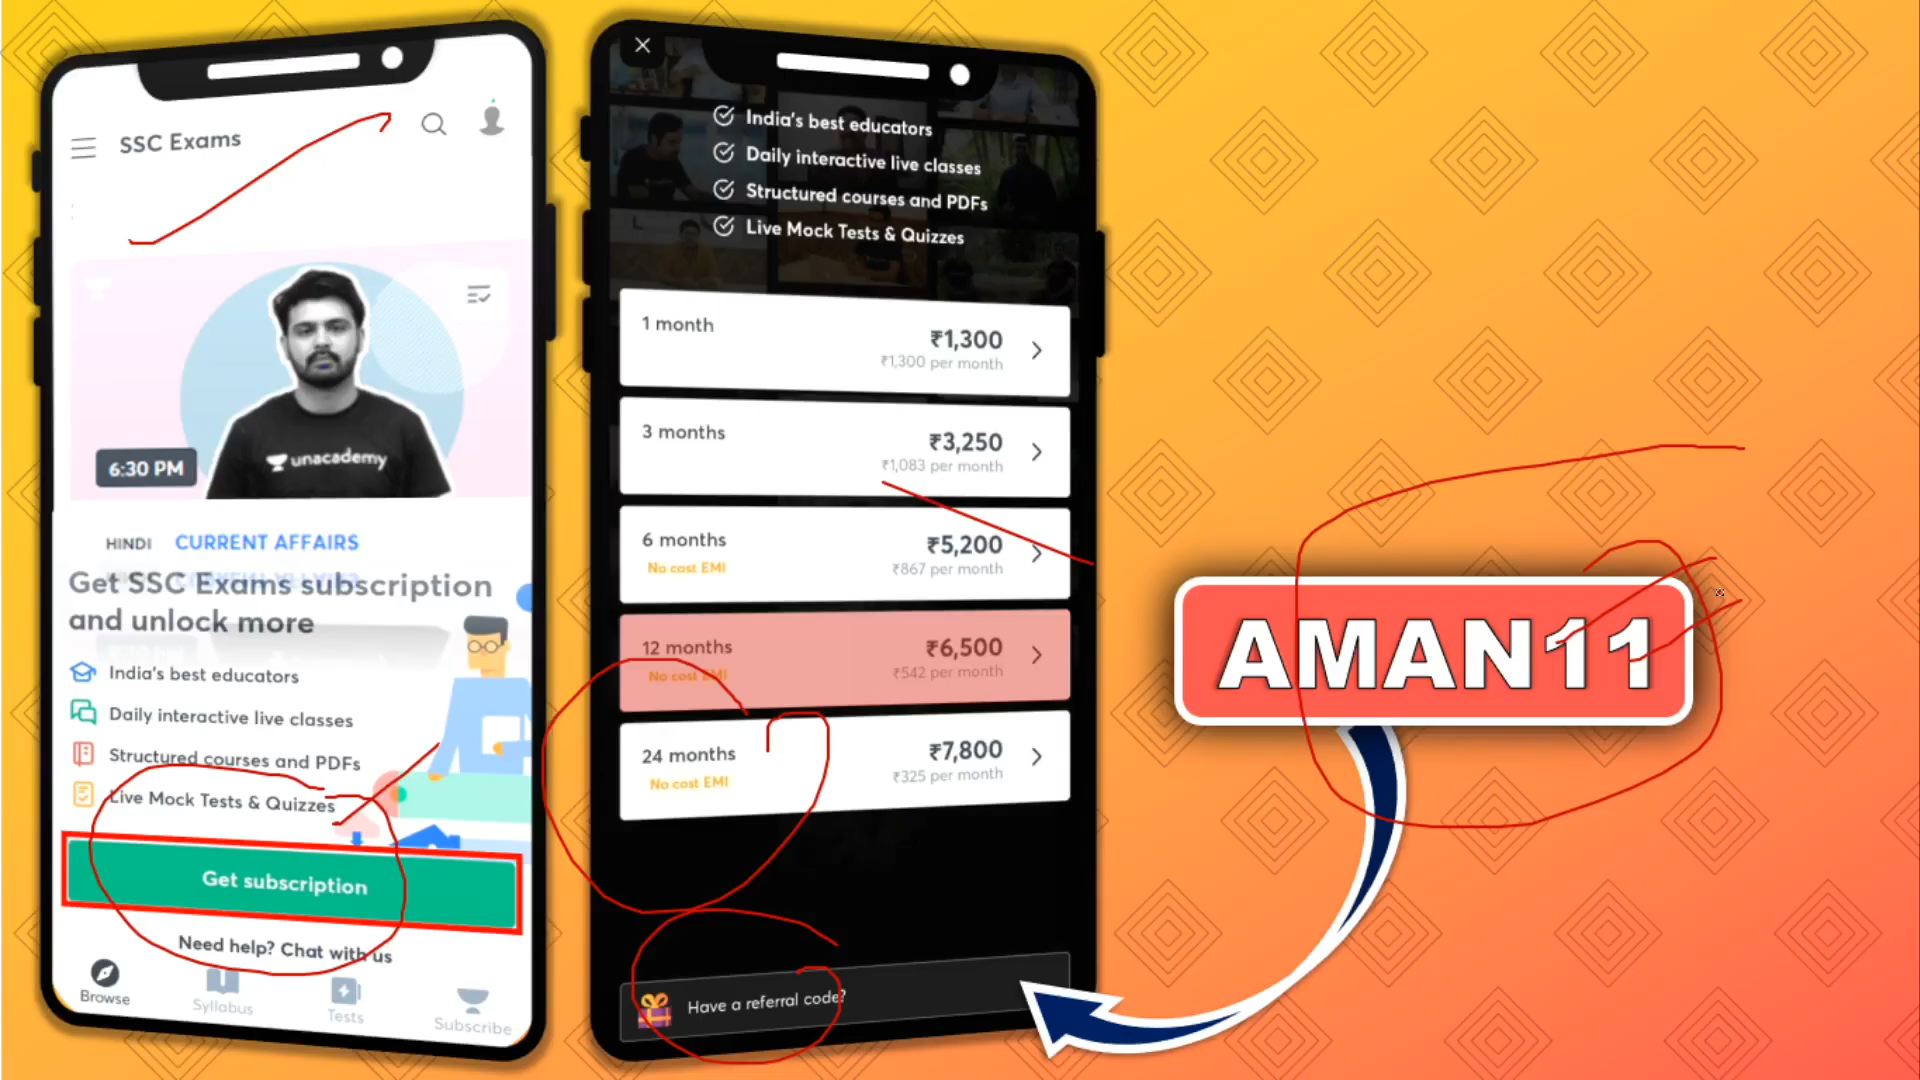 SSC Exams
unacademy
6:30 PM
HINDI CURRENT AFFAIRS
Get SSC Exams subscription
and unlock more
India's best educators
Daily interactive live classes
Structured courses and PDFs
Live Mock Tests & Quizzes
Get subscription
Need help? Chat with us
Browse
Syllabus
Tests
Subscribe
India's best educators
Daily interactive live classes
Structured courses and PDFs
Live Mock Tests & Quizzes
1 month
₹1,300
₹1,300 per month
3 months
₹3,250
₹1,083 per month
6 months
₹5,200
No cost EMI
₹867 per month
12 months
₹6,500
No cost EMI
₹542 per month
24 months
₹7,800
No cost EMI
₹325 per month
Have a referral code?
AMAN11